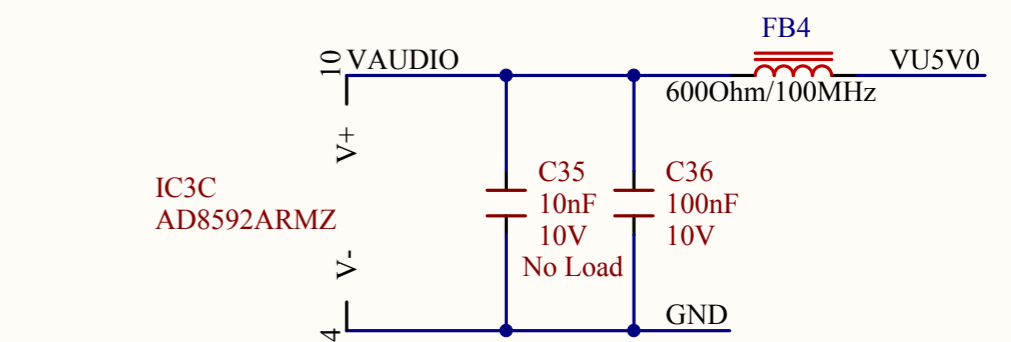 FB4
10
VAUDIO
VU5V0
600Ohm/100MHz
V+
IC3C
AD8592ARMZ
C35
10nF
10V
No Load
C36
100nF
10V
V-
GND
4